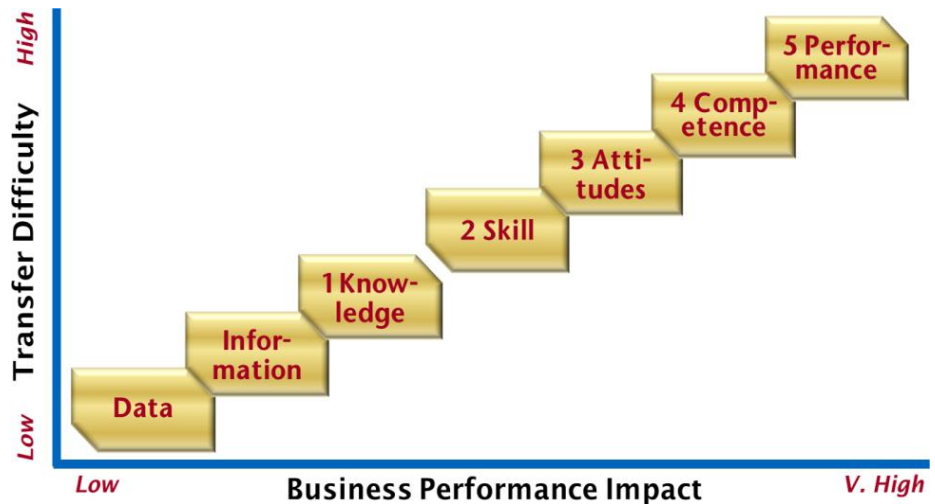 High
5 Perfor-
mance
4 Comp-
etence
3 Atti-
tudes
2 Skill
1 Know-
ledge
Infor-
mation
Data
Transfer Difficulty
Low
Low
Business Performance Impact
V. High